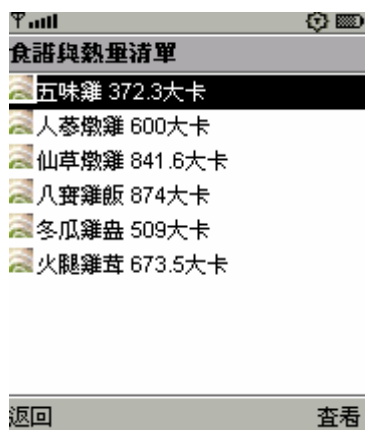 食譜與熱量清單
五味雞 372.3大卡
人蔘燉雞 600大卡
仙草燉雞 841.6大卡
八寶雞飯 874大卡
冬瓜雞盅 509大卡
火腿雞茸 673.5大卡
返回 查看